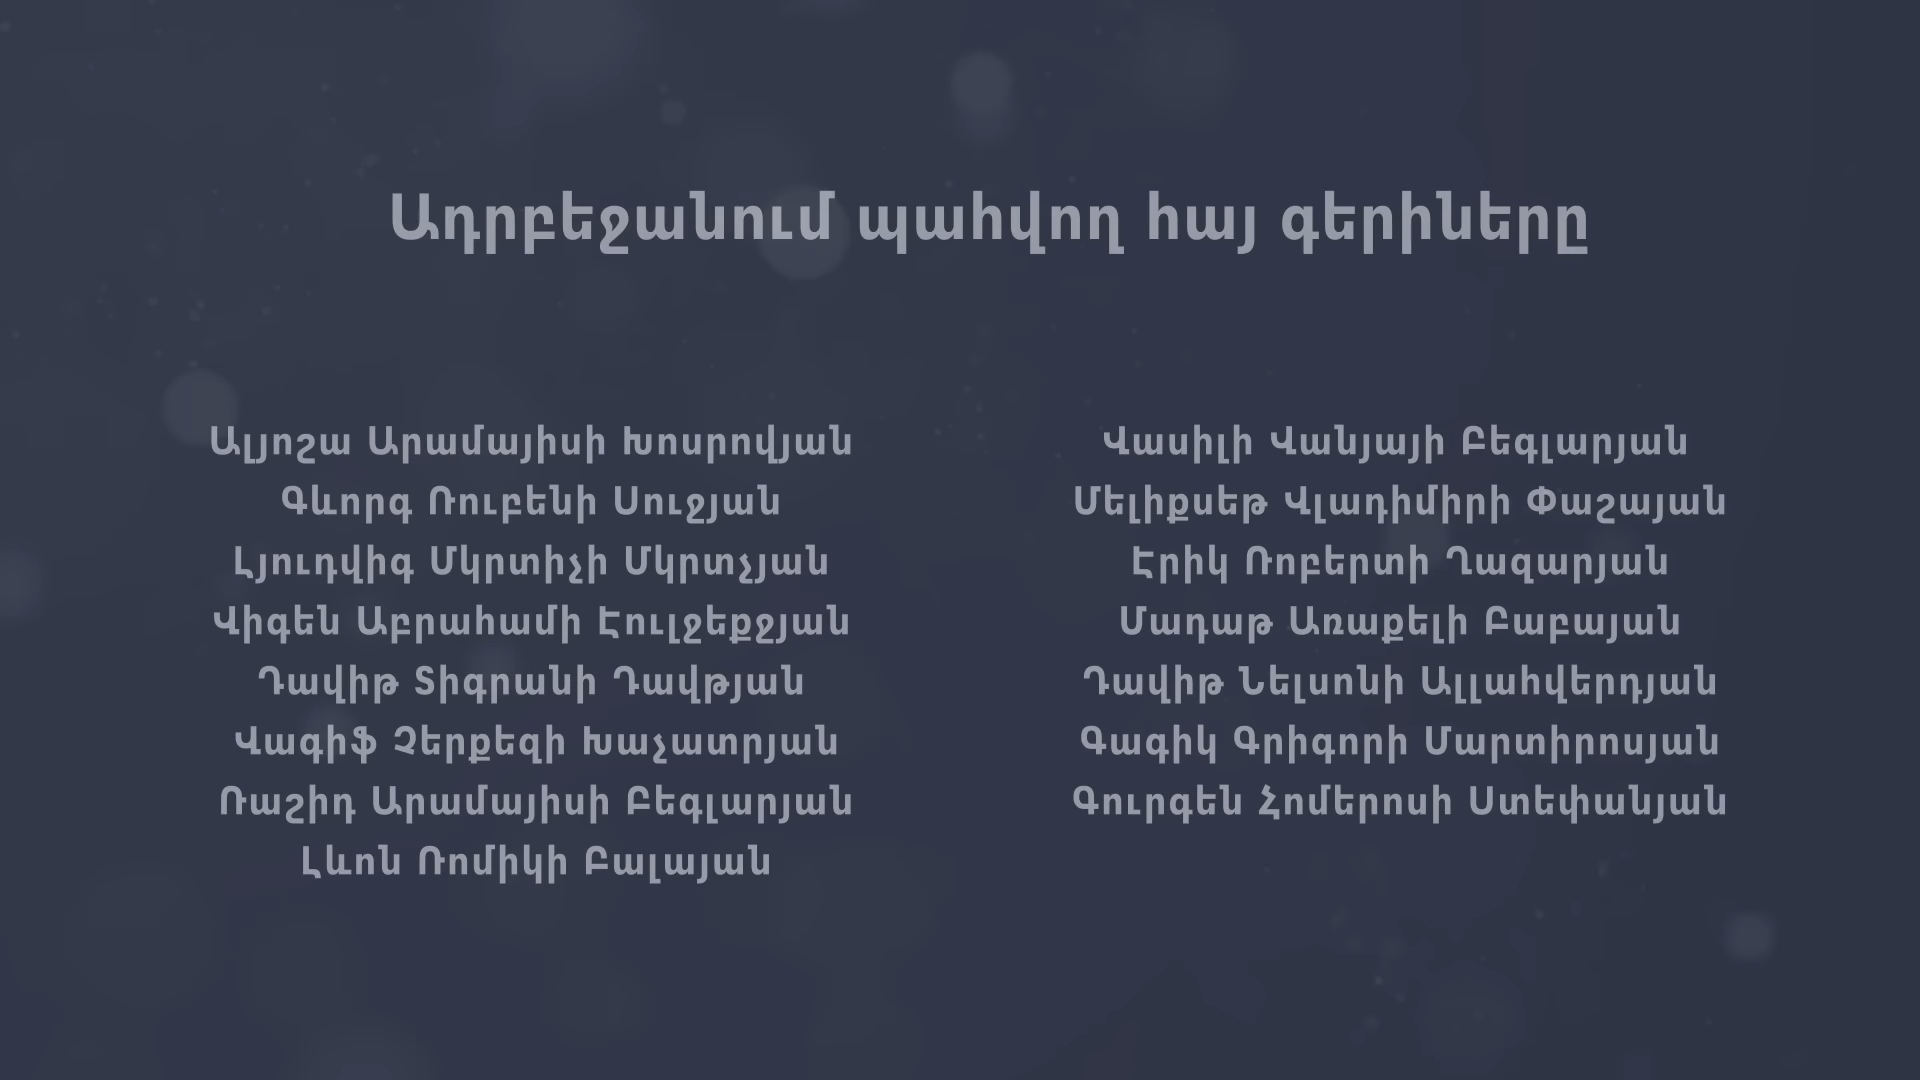 Ադրբեջանում պահվող հայ գերիները
Ալյոշա Արամայիսի Խոսրովյան
Գևորգ Ռուբենի Սուջյան
Լյուդվիգ Մկրտիչի Մկրտչյան
Վիգեն Աբրահամի Էուլջեքջյան
Դավիթ Տիգրանի Դավթյան
Վագիֆ Չերքեզի Խաչատրյան
Ռաշիդ Արամայիսի Բեգլարյան
Լևոն Ռոմիկի Բալայան
Վասիլի Վանյայի Բեգլարյան
Մելիքսեթ Վլադիմիրի Փաշայան
Էրիկ Ռոբերտի Ղազարյան
Մադաթ Առաքելի Բաբայան
Դավիթ Նելսոնի Ալլահվերդյան
Գագիկ Գրիգորի Մարտիրոսյան
Գուրգեն Հոմերոսի Ստեփանյան